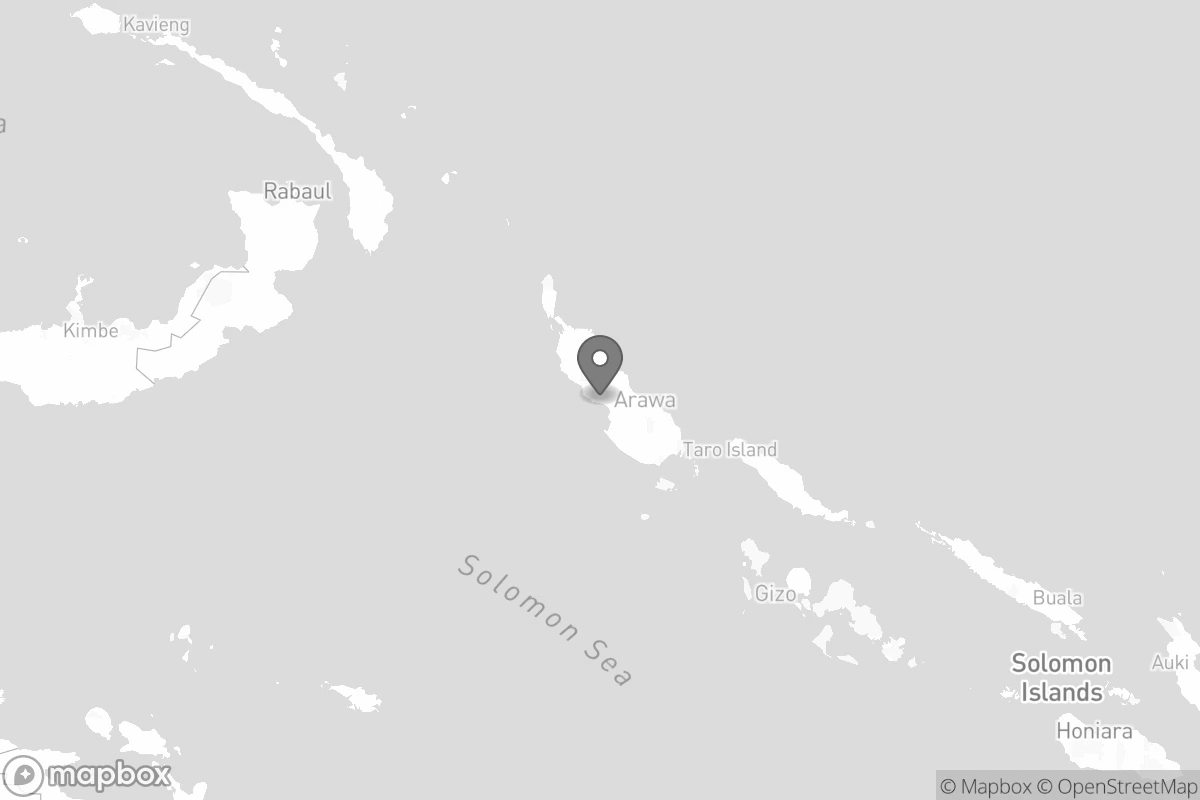 Kavieng
a
Rabaul
Kimbe
Arawa
Taro Island
Solomon Sea
Gizo
Buala
Solomon
Islands
Auki
Honiara
mapbox
© Mapbox © OpenStreetMap